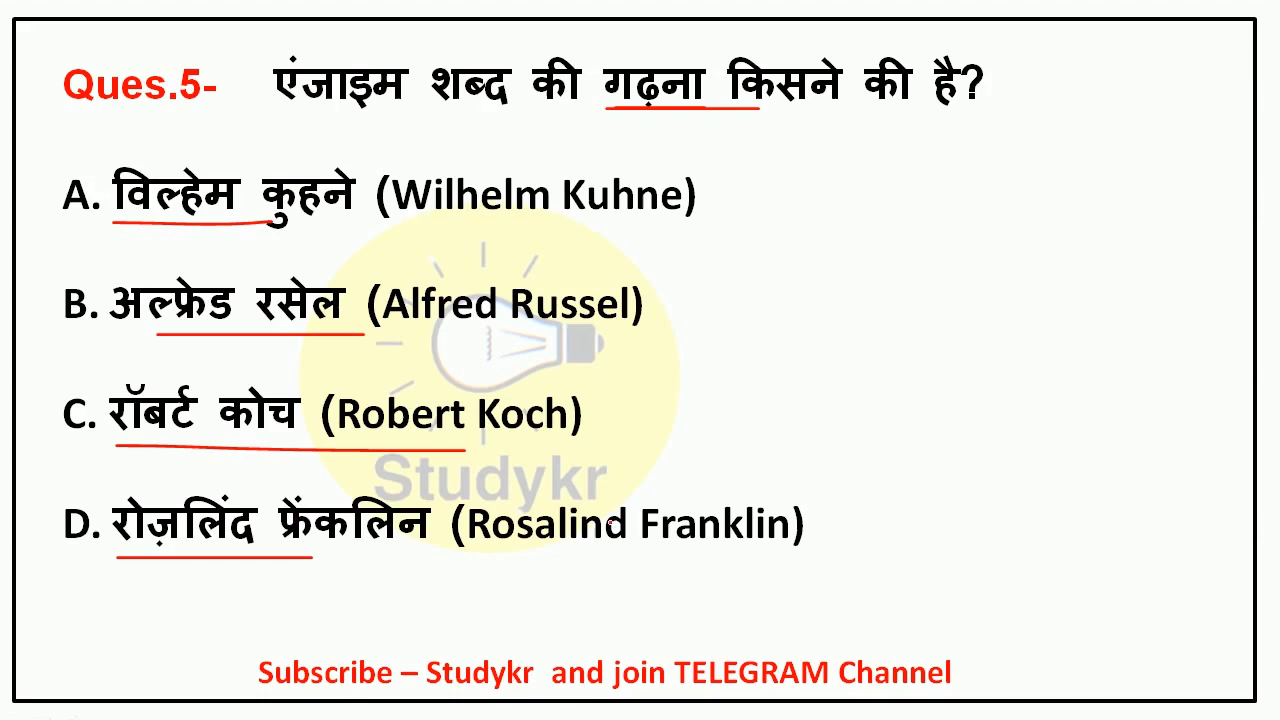 Ques.5- एंजाइम शब्द की गढ़ना किसने की है?
A. विल्हेम कुहने (Wilhelm Kuhne)
B. अल्फ्रेड रसेल (Alfred Russel)
C. रॉबर्ट कोच (Robert Koch)
Studykr
D. रोज़लिंद फ्रेंकलिन (Rosalind Franklin)
Subscribe – Studykr and join TELEGRAM Channel